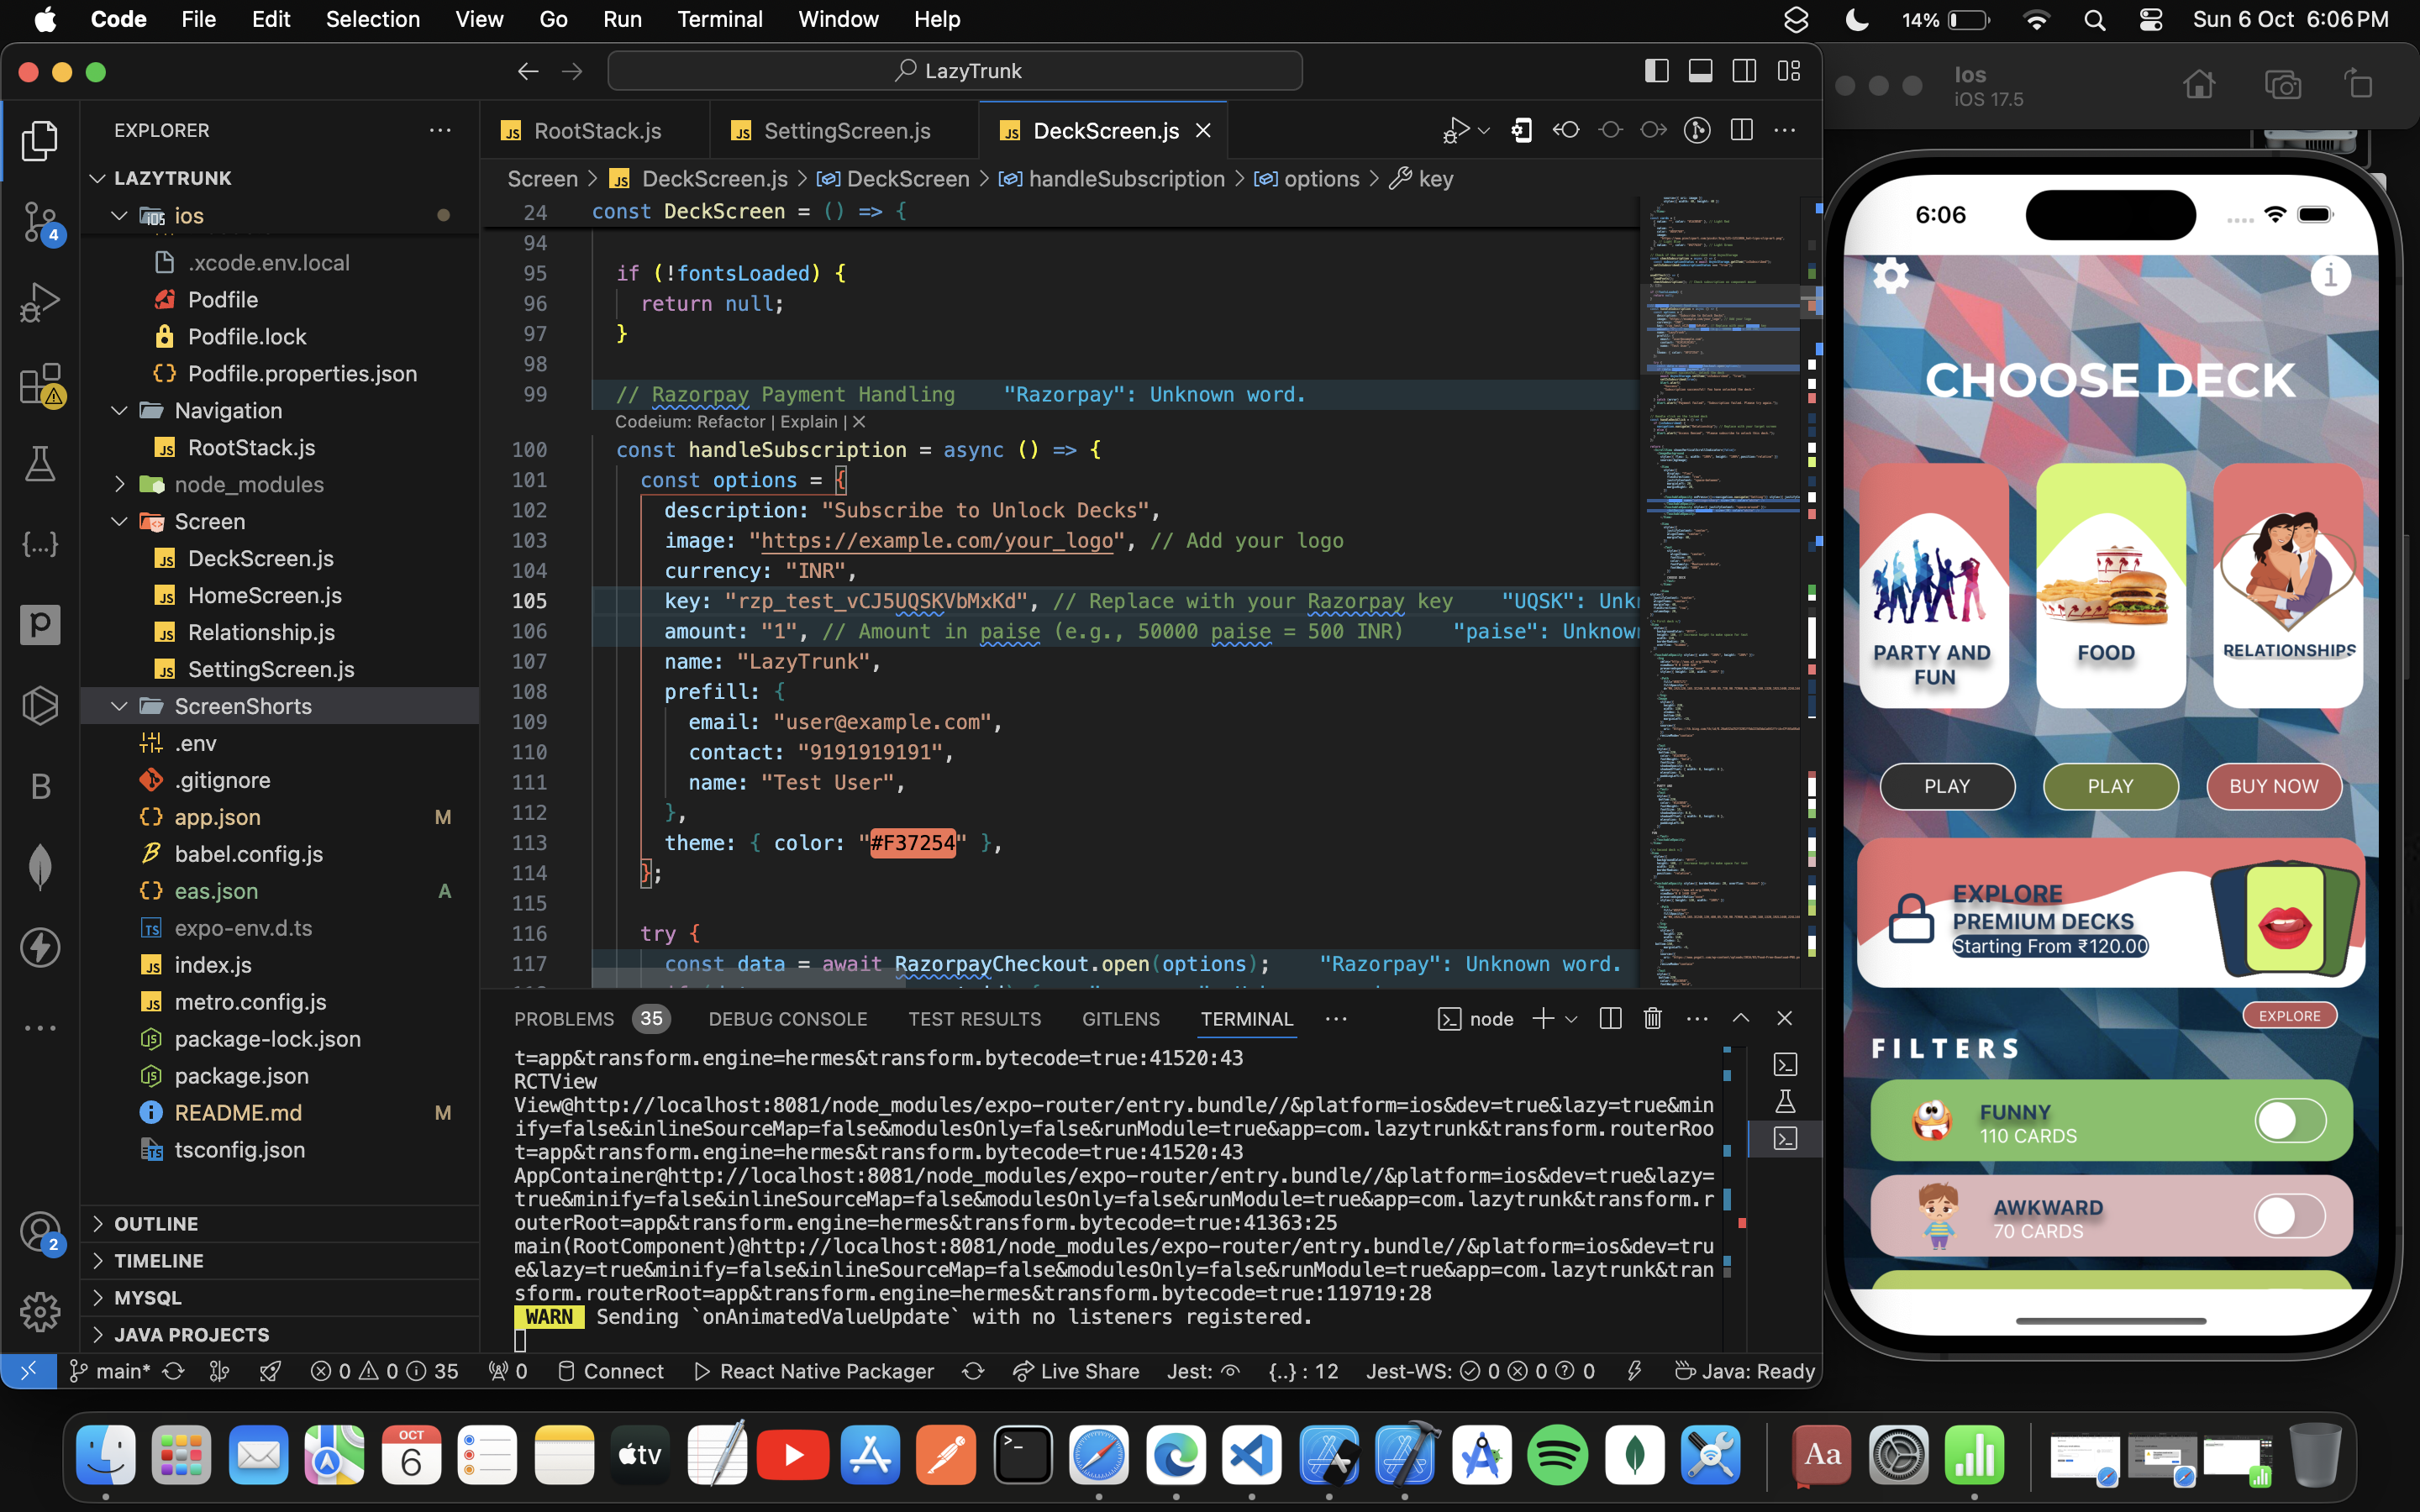 Code File Edit Selection View Go Run Terminal Window Help
14% Sun 6 Oct 6:06 PM
LazyTrunk
EXPLORER
LAZYTRUNK
ios
.xcode.env.local
Podfile
Podfile.lock
Podfile.properties.json
Navigation
RootStack.js
node_modules
Screen
DeckScreen.js
HomeScreen.js
Relationship.js
SettingScreen.js
ScreenShorts
.env
.gitignore
app.json M
babel.config.js
eas.json A
expo-env.d.ts
index.js
metro.config.js
package-lock.json
package.json
README.md M
tsconfig.json
OUTLINE
TIMELINE
MYSQL
JAVA PROJECTS
4
2
RootStack.js SettingScreen.js DeckScreen.js
Screen > DeckScreen.js > DeckScreen > handleSubscription > options > key
24 const DeckScreen = () => {
94
95 if (!fontsLoaded) {
96 return null;
97 }
98
99 // Razorpay Payment Handling "Razorpay": Unknown word.
Codeium: Refactor | Explain | X
100 const handleSubscription = async () => {
101 const options = {
102 description: "Subscribe to Unlock Decks",
103 image: "https://example.com/your_logo", // Add your logo
104 currency: "INR",
105 key: "rzp_test_vCJ5UQSKVbMxKd", // Replace with your Razorpay key "UQSK": Unk
106 amount: "1", // Amount in paise (e.g., 50000 paise = 500 INR) "paise": Unknown
107 name: "LazyTrunk",
108 prefill: {
109 email: "user@example.com",
110 contact: "9191919191",
111 name: "Test User",
112 },
113 theme: { color: "#F37254" },
114 };
115
116 try {
117 const data = await RazorpayCheckout.open(options); "Razorpay": Unknown word.
PROBLEMS 35 DEBUG CONSOLE TEST RESULTS GITLENS TERMINAL node
t=app&transform.engine=hermes&transform.bytecode=true:41520:43
RCTView
View@http://localhost:8081/node_modules/expo-router/entry.bundle//&platform=ios&dev=true&lazy=true&min
ify=false&inlineSourceMap=false&modulesOnly=false&runModule=true&app=com.lazytrunk&transform.routerRoo
t=app&transform.engine=hermes&transform.bytecode=true:41520:43
AppContainer@http://localhost:8081/node_modules/expo-router/entry.bundle//&platform=ios&dev=true&lazy=
true&minify=false&inlineSourceMap=false&modulesOnly=false&runModule=true&app=com.lazytrunk&transform.r
outerRoot=app&transform.engine=hermes&transform.bytecode=true:41363:25
main(RootComponent)@http://localhost:8081/node_modules/expo-router/entry.bundle//&platform=ios&dev=tru
e&lazy=true&minify=false&inlineSourceMap=false&modulesOnly=false&runModule=true&app=com.lazytrunk&tran
sform.routerRoot=app&transform.engine=hermes&transform.bytecode=true:119719:28
WARN Sending `onAnimatedValueUpdate` with no listeners registered.
main* 0 0 35 0 Connect React Native Packager Live Share Jest: {..} : 12 Jest-WS: 0 0 0 Java: Ready
Ios
iOS 17.5
6:06
CHOOSE DECK
PARTY AND
FUN
FOOD
RELATIONSHIPS
PLAY
PLAY
BUY NOW
EXPLORE
PREMIUM DECKS
Starting From ₹120.00
EXPLORE
FILTERS
FUNNY
110 CARDS
AWKWARD
70 CARDS
OCT
6
tv
Aa